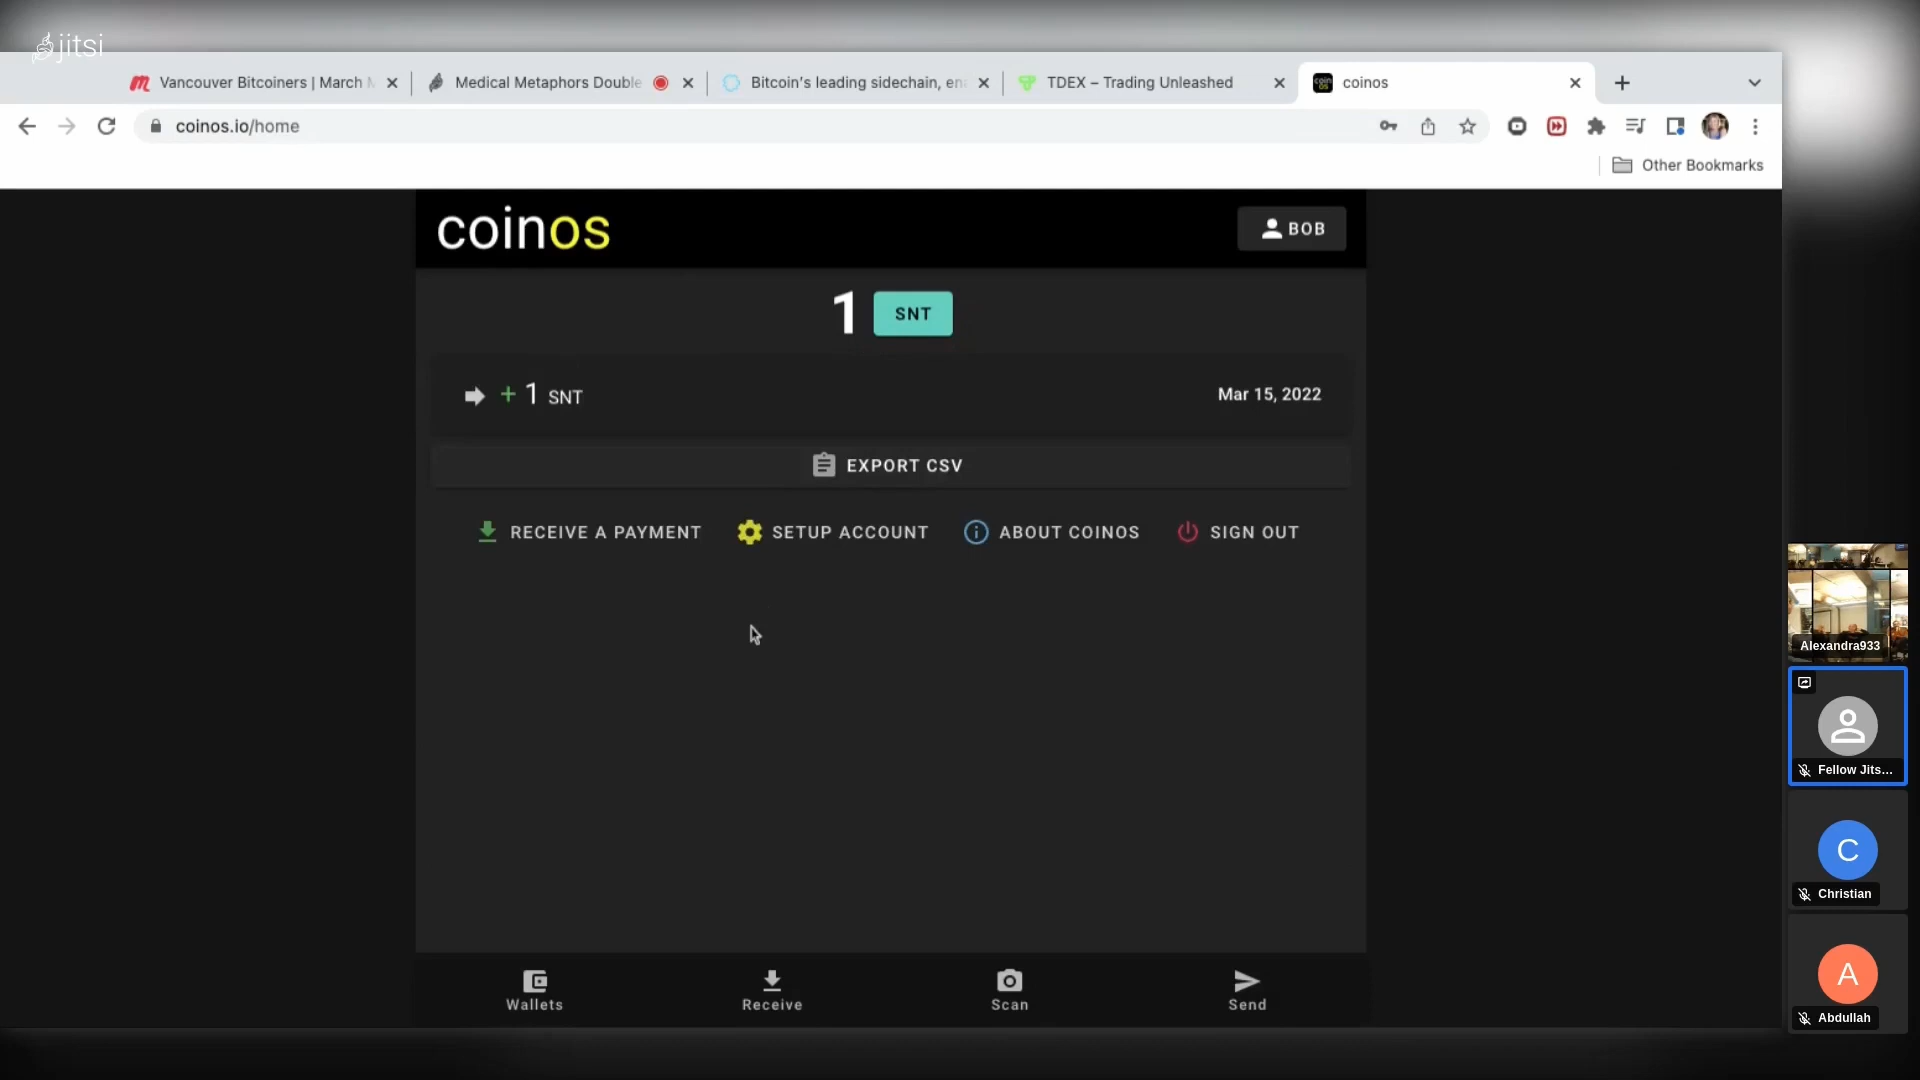 jitsi
Vancouver Bitcoiners | March M
Medical Metaphors Double
Bitcoin's leading sidechain, en
TDEX – Trading Unleashed
coinos
coinos.io/home
Other Bookmarks
coinos
BOB
1 SNT
+ 1 SNT
Mar 15, 2022
EXPORT CSV
RECEIVE A PAYMENT
SETUP ACCOUNT
ABOUT COINOS
SIGN OUT
Wallets
Receive
Scan
Send
Alexandra933
Fellow Jits...
C
Christian
A
Abdullah